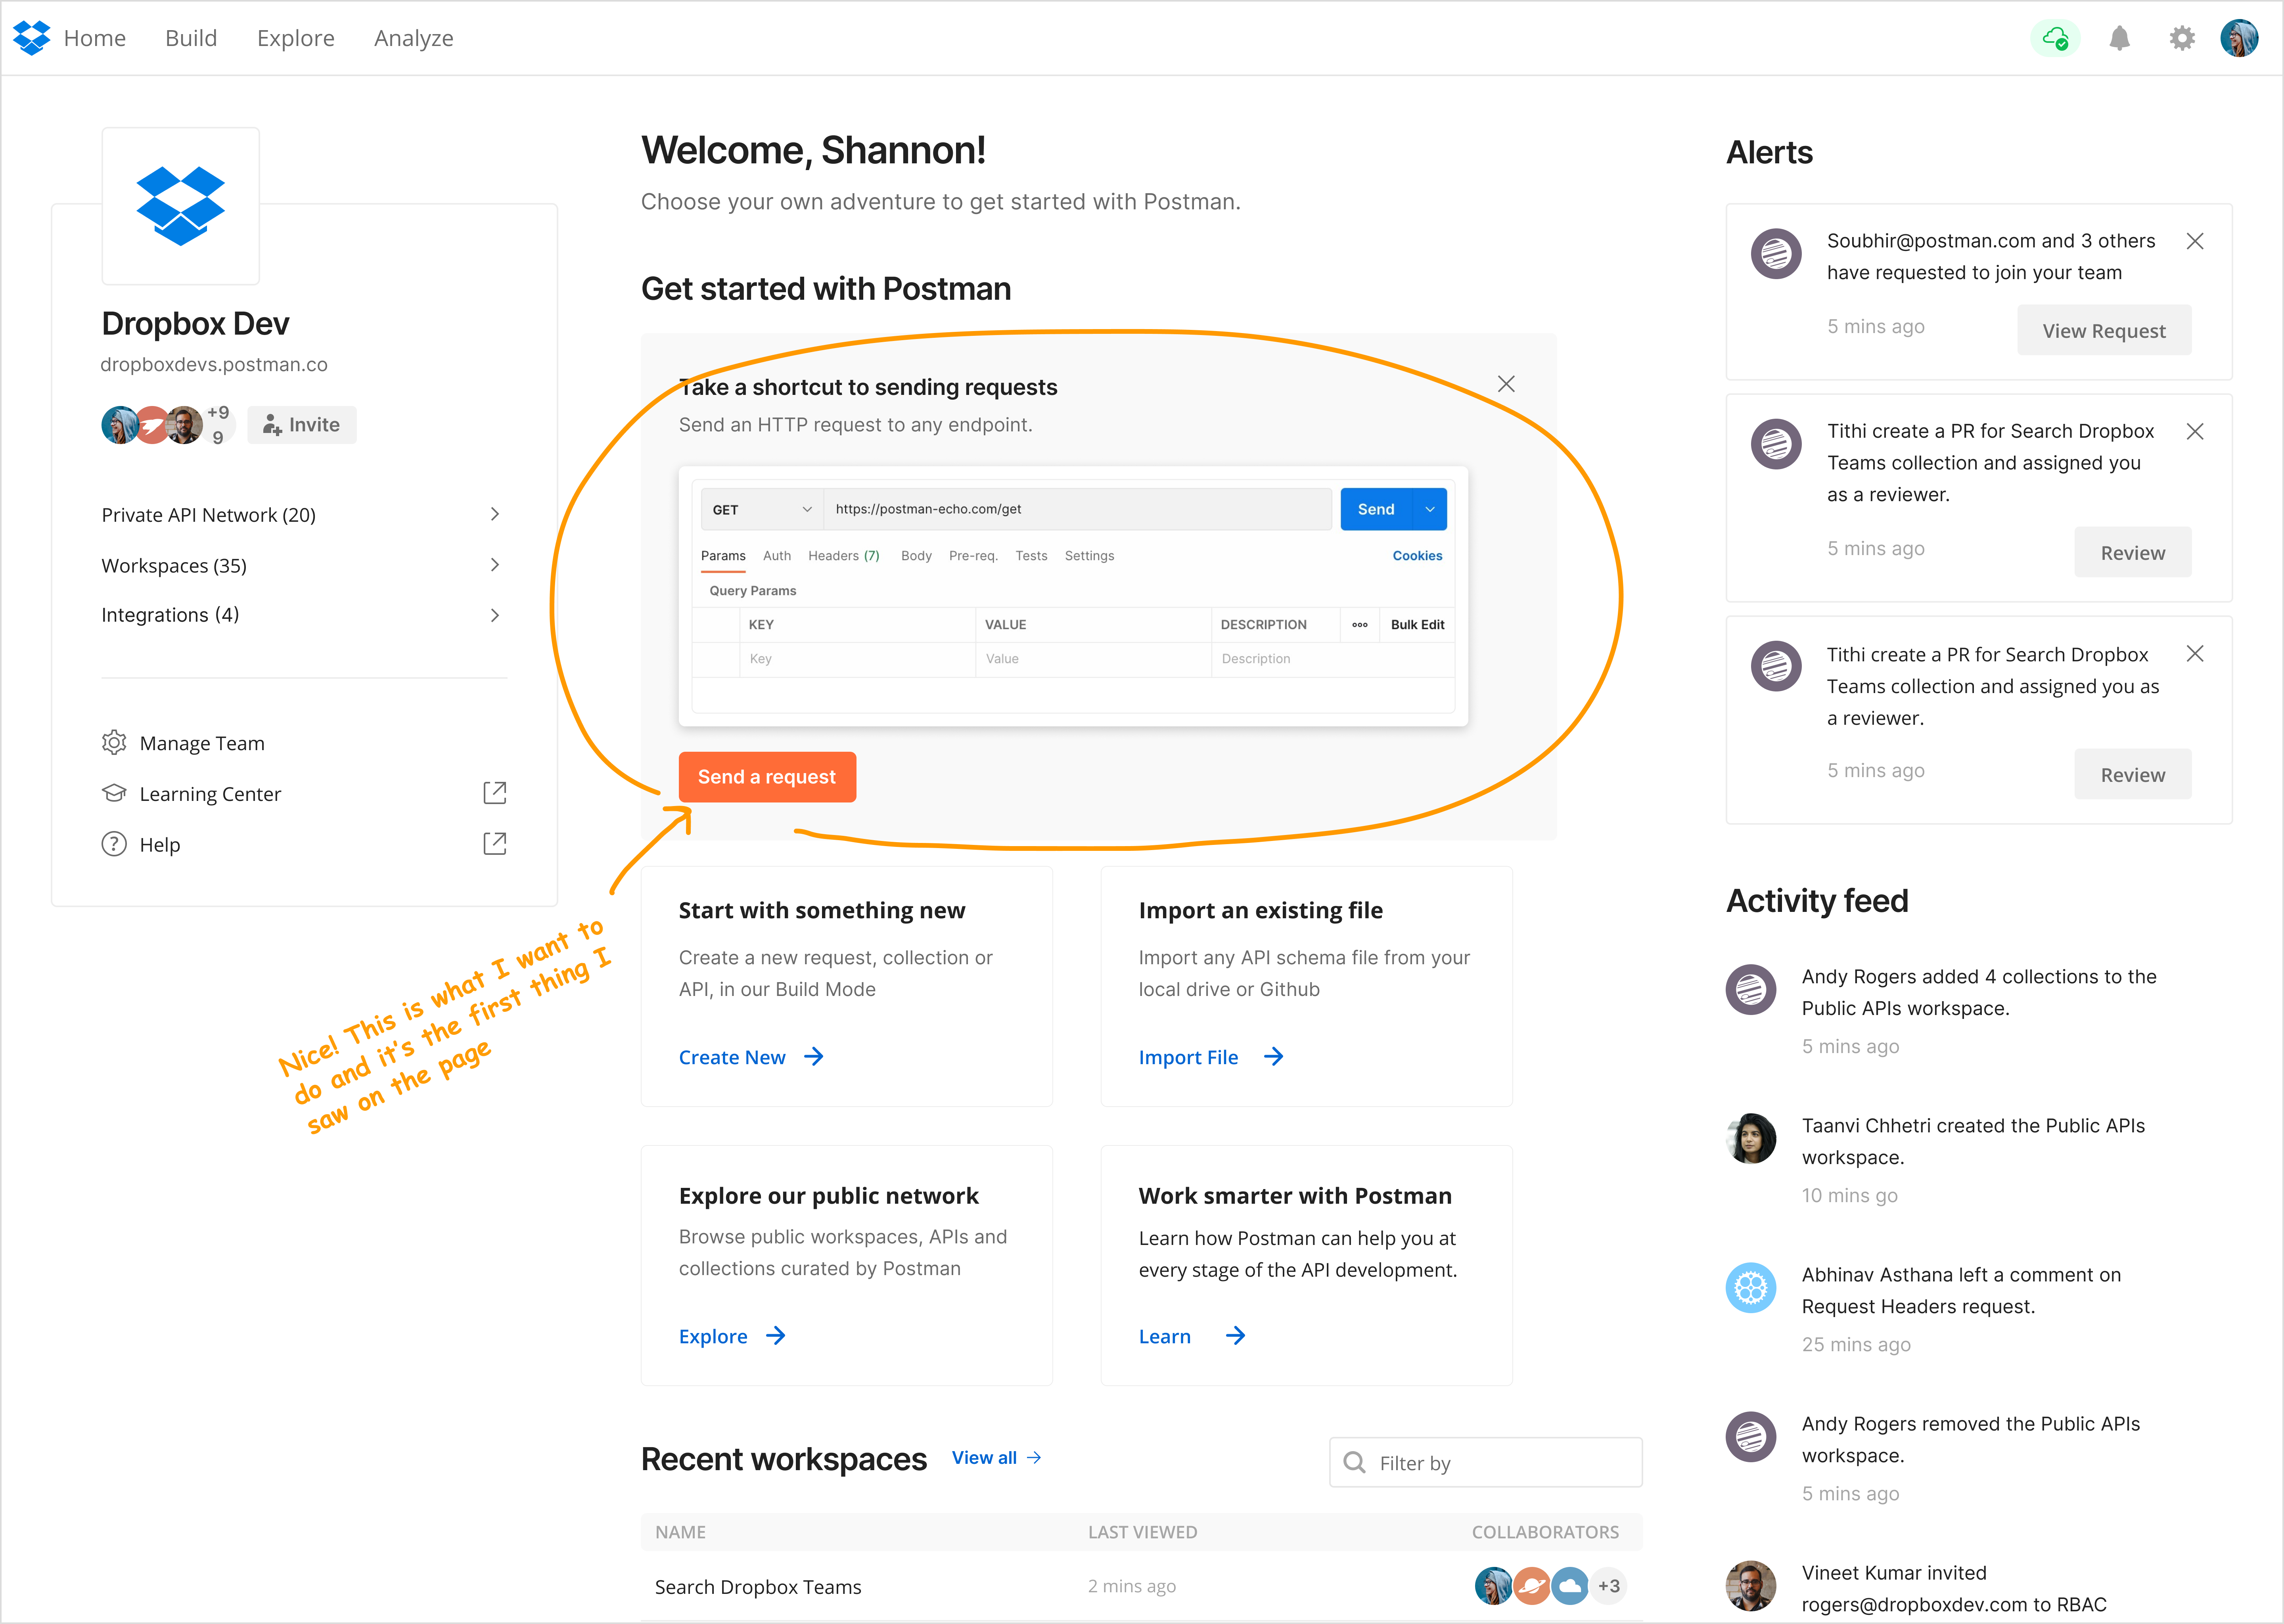 Home Build Explore Analyze
Dropbox Dev
dropboxdevs.postman.co
+9
9
Invite
Private API Network (20)
Workspaces (35)
Integrations (4)
Manage Team
Learning Center
Help
Nice! This is what I want to
do and it's the first thing I
saw on the page
Welcome, Shannon!
Choose your own adventure to get started with Postman.
Get started with Postman
Take a shortcut to sending requests
Send an HTTP request to any endpoint.
GET https://postman-echo.com/get Send
Params Auth Headers (7) Body Pre-req. Tests Settings Cookies
Query Params
KEY VALUE DESCRIPTION Bulk Edit
Key Value Description
Send a request
Start with something new
Create a new request, collection or
API, in our Build Mode
Create New
Import an existing file
Import any API schema file from your
local drive or Github
Import File
Explore our public network
Browse public workspaces, APIs and
collections curated by Postman
Explore
Work smarter with Postman
Learn how Postman can help you at
every stage of the API development.
Learn
Recent workspaces View all Filter by
NAME LAST VIEWED COLLABORATORS
Search Dropbox Teams 2 mins ago +3
Alerts
Soubhir@postman.com and 3 others
have requested to join your team
5 mins ago View Request
Tithi create a PR for Search Dropbox
Teams collection and assigned you
as a reviewer.
5 mins ago Review
Tithi create a PR for Search Dropbox
Teams collection and assigned you as
a reviewer.
5 mins ago Review
Activity feed
Andy Rogers added 4 collections to the
Public APIs workspace.
5 mins ago
Taanvi Chhetri created the Public APIs
workspace.
10 mins go
Abhinav Asthana left a comment on
Request Headers request.
25 mins ago
Andy Rogers removed the Public APIs
workspace.
5 mins ago
Vineet Kumar invited
rogers@dropboxdev.com to RBAC